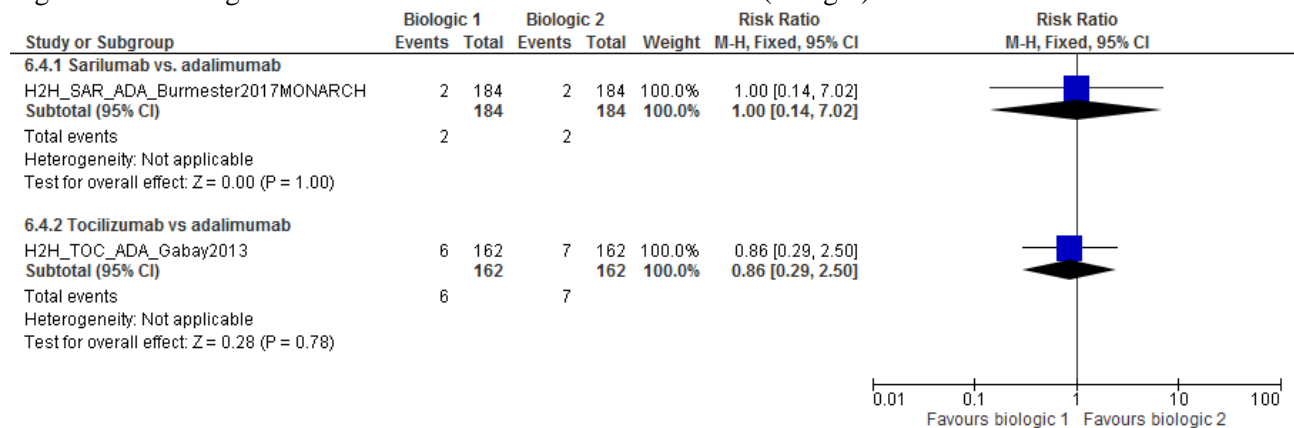 Biologic 1 Biologic 2 Risk Ratio Risk Ratio
Study or Subgroup Events Total Events Total Weight M-H, Fixed, 95% CI M-H, Fixed, 95% CI
6.4.1 Sarilumab vs. adalimumab
H2H_SAR_ADA_Burmester2017MONARCH 2 184 2 184 100.0% 1.00 [0.14, 7.02]
Subtotal (95% CI) 184 184 100.0% 1.00 [0.14, 7.02]
Total events 2 2
Heterogeneity: Not applicable
Test for overall effect: Z = 0.00 (P = 1.00)
6.4.2 Tocilizumab vs adalimumab
H2H_TOC_ADA_Gabay2013 6 162 7 162 100.0% 0.86 [0.29, 2.50]
Subtotal (95% CI) 162 162 100.0% 0.86 [0.29, 2.50]
Total events 6 7
Heterogeneity: Not applicable
Test for overall effect: Z = 0.28 (P = 0.78)
0.01 0.1 1 10 100
Favours biologic 1 Favours biologic 2